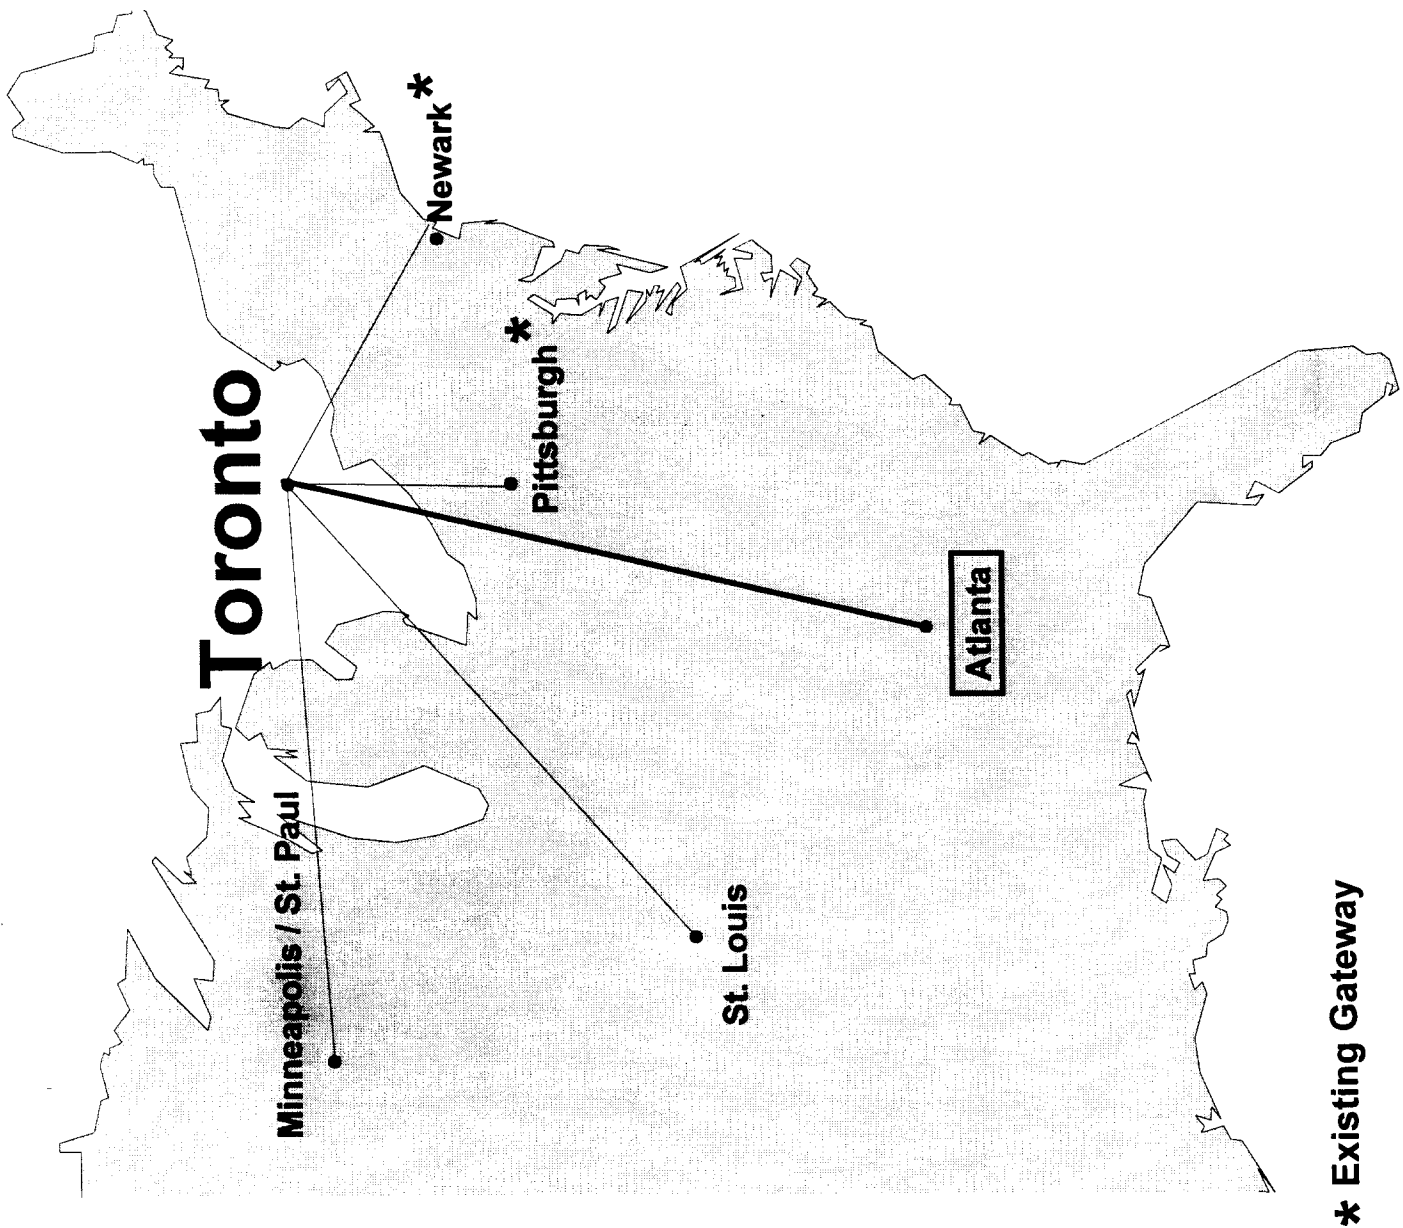 Toronto
Minneapolis / St. Paul
Newark*
Pittsburgh *
St. Louis
Atlanta
* Existing Gateway